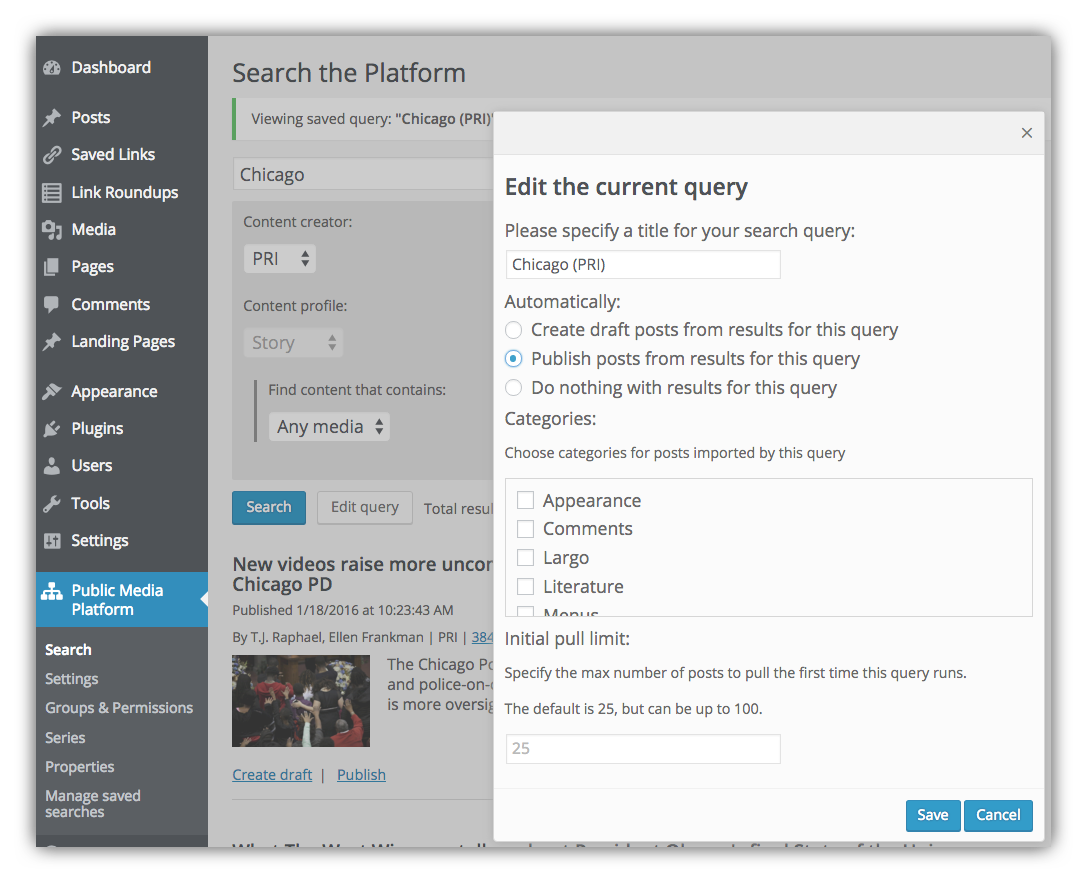 Dashboard
Posts
Saved Links
Link Roundups
Media
Pages
Comments
Landing Pages
Appearance
Plugins
Users
Tools
Settings
Public Media
Platform
Search
Settings
Groups & Permissions
Series
Properties
Manage saved
searches
Search the Platform
Viewing saved query: "Chicago (PRI)"
Chicago
Content creator:
PRI
Content profile:
Story
Find content that contains:
Any media
Search
Edit query
Total resul
New videos raise more uncor
Chicago PD
Published 1/18/2016 at 10:23:43 AM
By T.J. Raphael, Ellen Frankman | PRI | 384
The Chicago Po
and police-on-
is more oversig
Create draft | Publish
×
Edit the current query
Please specify a title for your search query:
Chicago (PRI)
Automatically:
Create draft posts from results for this query
Publish posts from results for this query
Do nothing with results for this query
Categories:
Choose categories for posts imported by this query
Appearance
Comments
Largo
Literature
Menus
Initial pull limit:
Specify the max number of posts to pull the first time this query runs.
The default is 25, but can be up to 100.
25
Save
Cancel